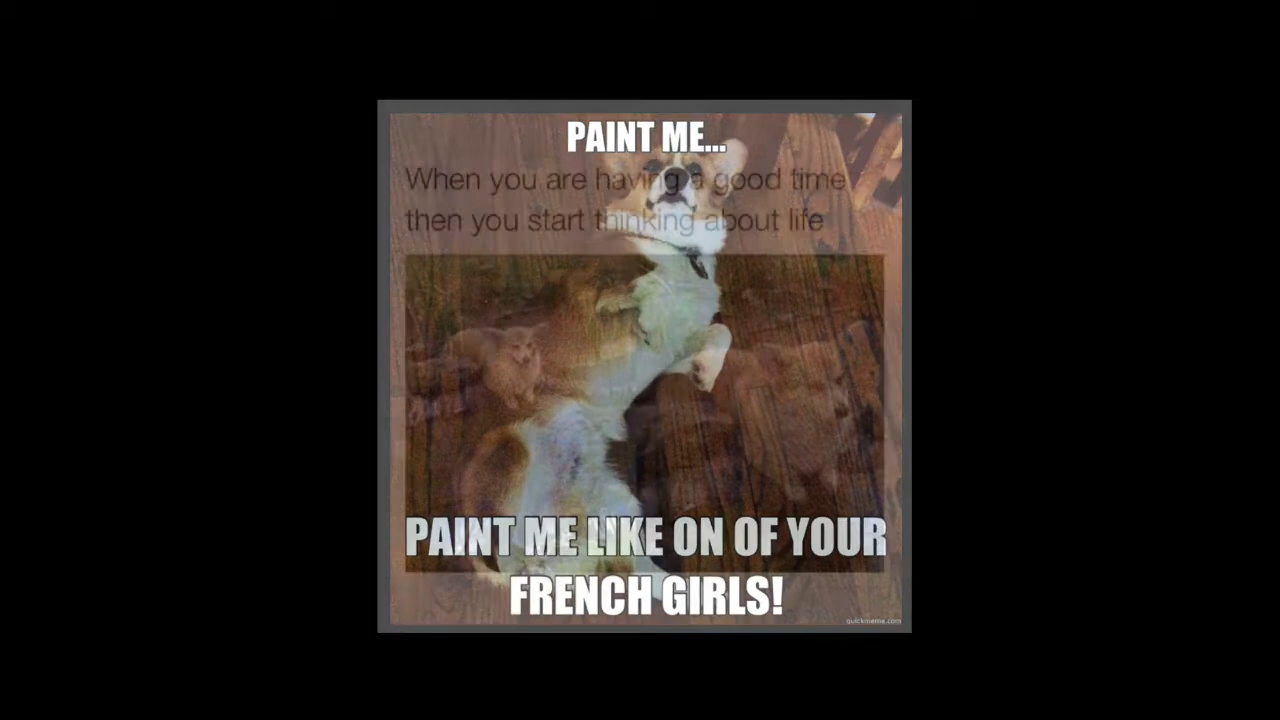 PAINT ME...
When you are having a good time
then you start thinking about life
PAINT ME LIKE ON OF YOUR
FRENCH GIRLS!
quickmeme.com